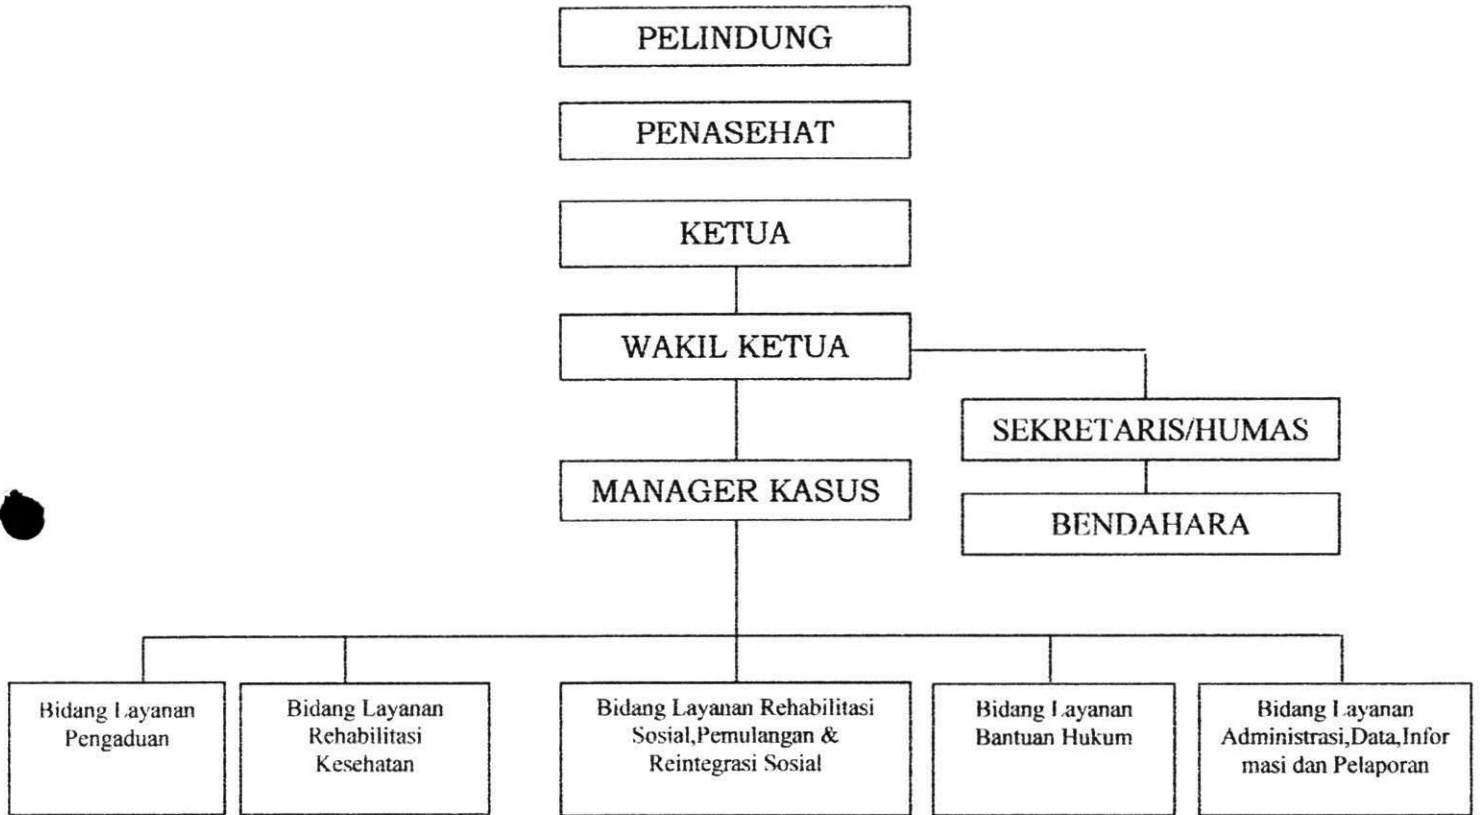 PELINDUNG
PENASEHAT
KETUA
WAKIL KETUA
SEKRETARIS/HUMAS
MANAGER KASUS
BENDAHARA
Bidang Layanan
Pengaduan
Bidang Layanan
Rehabilitasi
Kesehatan
Bidang Layanan Rehabilitasi
Sosial,Pemulangan &
Reintegrasi Sosial
Bidang Layanan
Bantuan Hukum
Bidang Layanan
Administrasi,Data,Infor
masi dan Pelaporan